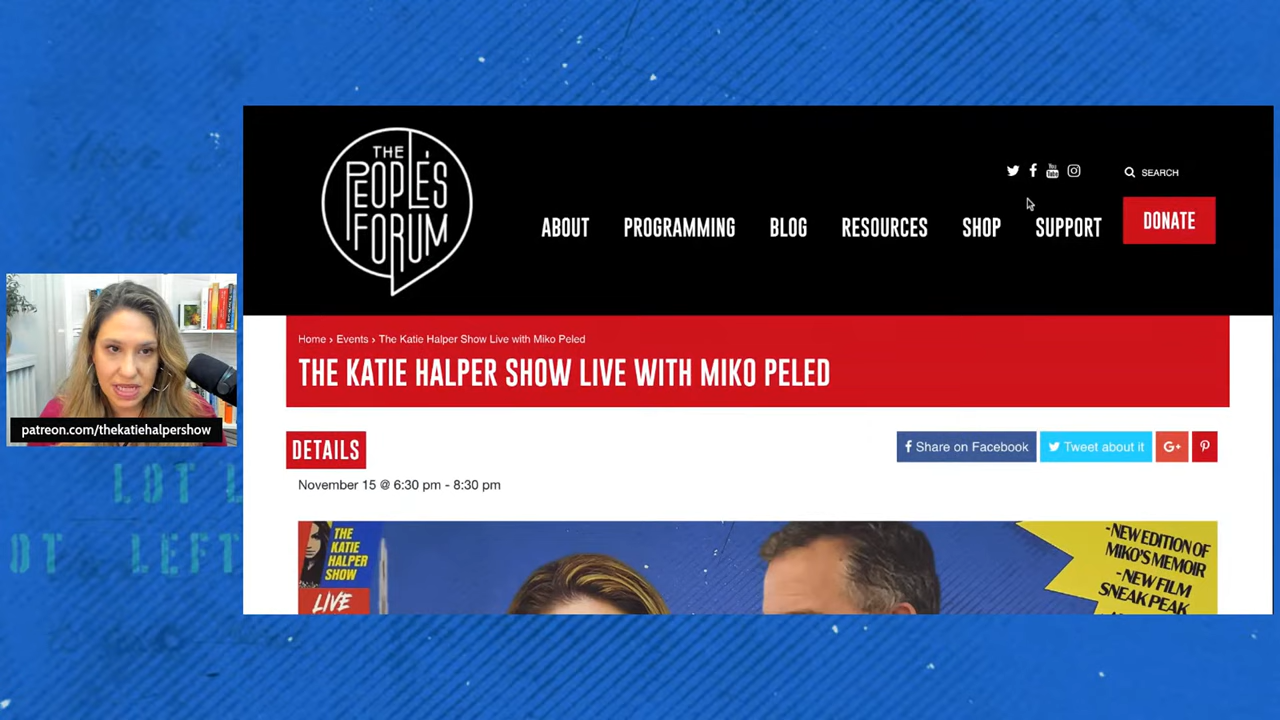 THE
PEOPLE'S
FORUM
SEARCH
ABOUT PROGRAMMING BLOG RESOURCES SHOP SUPPORT DONATE
Home › Events › The Katie Halper Show Live with Miko Peled
THE KATIE HALPER SHOW LIVE WITH MIKO PELED
DETAILS
Share on Facebook Tweet about it G+
November 15 @ 6:30 pm - 8:30 pm
THE
KATIE
HALPER
SHOW
LIVE
-NEW EDITION OF
MIKO'S MEMOIR
-NEW FILM
SNEAK PEAK
patreon.com/thekatiehalpershow
LOT L
OT LEFT